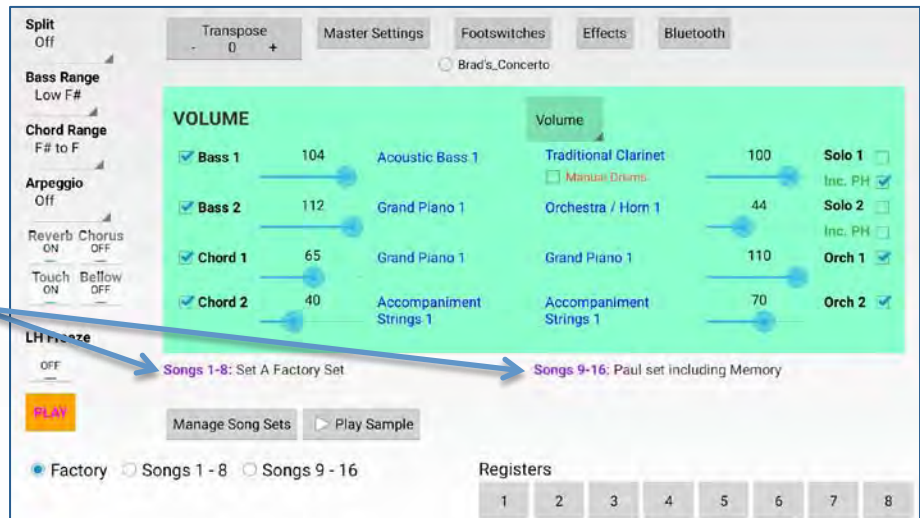 Split
Off
Bass Range
Low F#
Chord Range
F# to F
Arpeggio
Off
Reverb Chorus
ON OFF
Touch Bellow
ON OFF
LH Freeze
OFF
PLAY
Transpose
- 0 +
Master Settings
Footswitches
Effects
Bluetooth
Brad's_Concerto
VOLUME
Volume
Bass 1 104 Acoustic Bass 1
Bass 2 112 Grand Piano 1
Chord 1 65 Grand Piano 1
Chord 2 40 Accompaniment
Strings 1
Traditional Clarinet 100 Solo 1
Manual Drums Inc. PH
Orchestra / Horn 1 44 Solo 2
Inc. PH
Grand Piano 1 110 Orch 1
Accompaniment 70 Orch 2
Strings 1
Songs 1-8: Set A Factory Set
Songs 9-16: Paul set including Memory
Manage Song Sets
Play Sample
Factory Songs 1 - 8 Songs 9 - 16
Registers
1 2 3 4 5 6 7 8